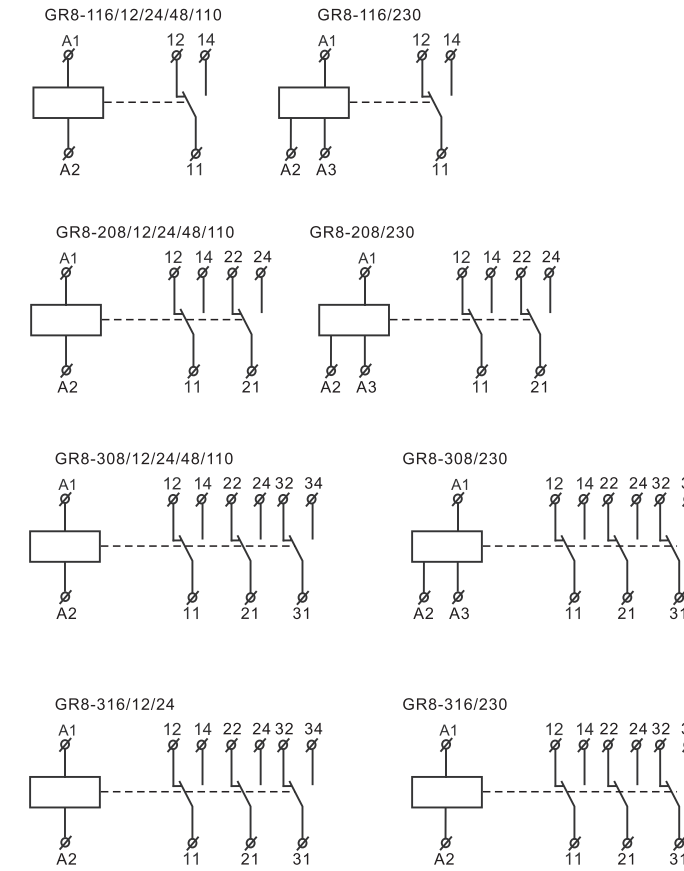 GR8-116/12/24/48/110
A1 12 14
A2 11
GR8-116/230
A1 12 14
A2 A3 11
GR8-208/12/24/48/110
A1 12 14 22 24
A2 11 21
GR8-208/230
A1 12 14 22 24
A2 A3 11 21
GR8-308/12/24/48/110
A1 12 14 22 24 32 34
A2 11 21 31
GR8-308/230
A1 12 14 22 24 32
A2 A3 11 21 31
GR8-316/12/24
A1 12 14 22 24 32 34
A2 11 21 31
GR8-316/230
A1 12 14 22 24 32
A2 11 21 31